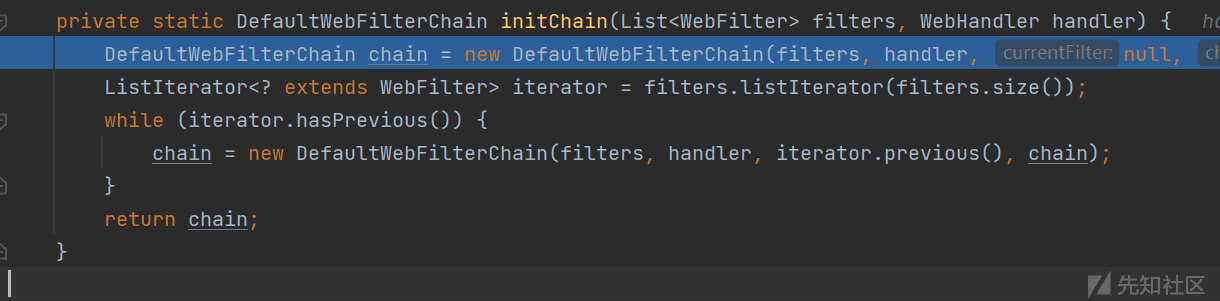 private static DefaultWebFilterChain initChain(List<WebFilter> filters, WebHandler handler) {
DefaultWebFilterChain chain = new DefaultWebFilterChain(filters, handler, currentFilter: null,
ListIterator<? extends WebFilter> iterator = filters.listIterator(filters.size());
while (iterator.hasPrevious()) {
chain = new DefaultWebFilterChain(filters, handler, iterator.previous(), chain);
}
return chain;
}
先知社区